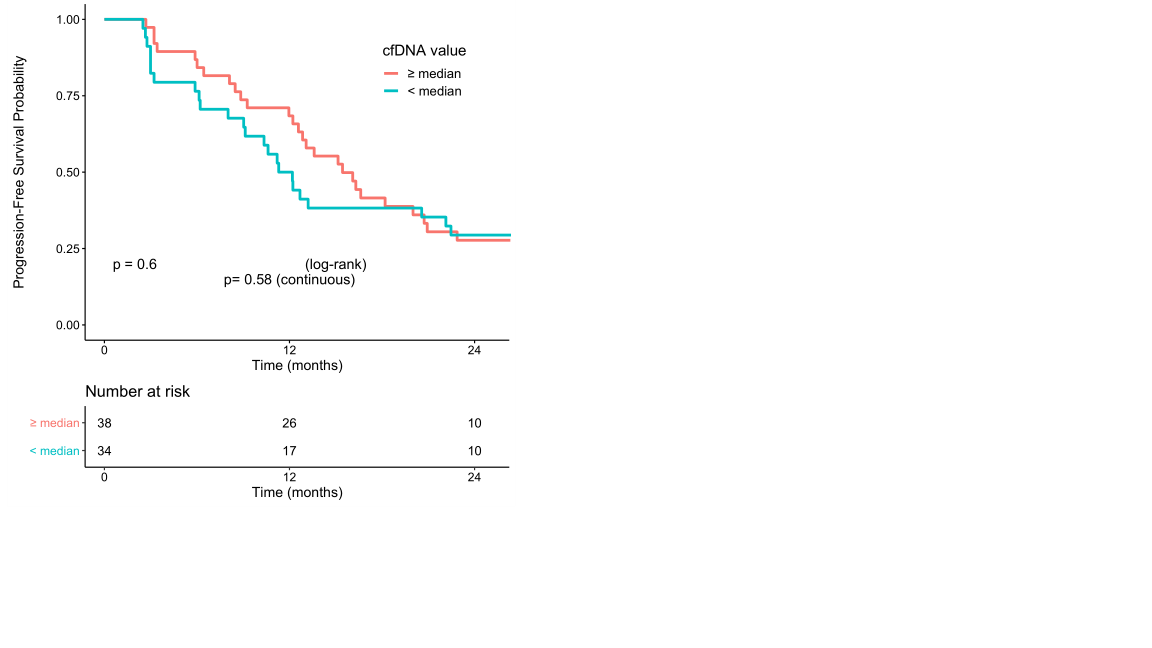 Progression-Free Survival Probability
1.00
0.75
0.50
0.25
0.00
cfDNA value
≥ median
< median
p = 0.6 (log-rank)
p= 0.58 (continuous)
0 12 24
Time (months)
Number at risk
≥ median 38 26 10
< median 34 17 10
0 12 24
Time (months)